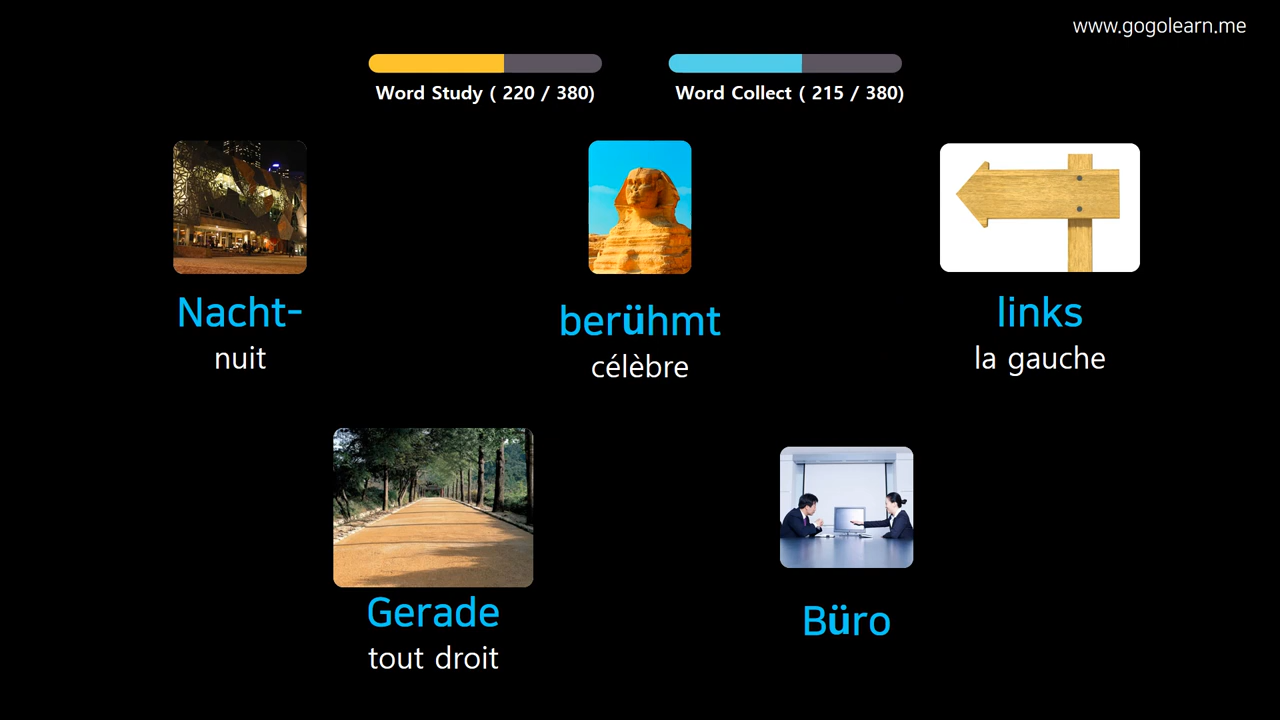 www.gogolearn.me
Word Study ( 220 / 380)
Word Collect ( 215 / 380)
Nacht-
nuit
berühmt
célèbre
links
la gauche
Gerade
tout droit
Büro